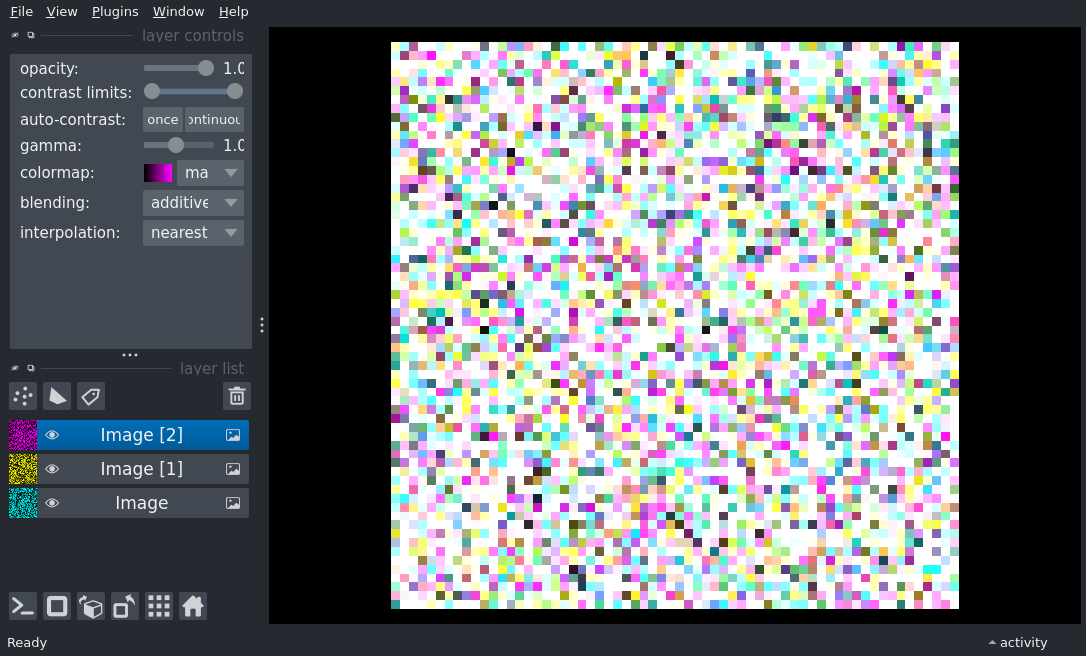 File View Plugins Window Help
layer controls
opacity: 1.0
contrast limits:
auto-contrast: once ontinuou
gamma: 1.0
colormap: ma
blending: additive
interpolation: nearest
layer list
Image [2]
Image [1]
Image
Ready activity